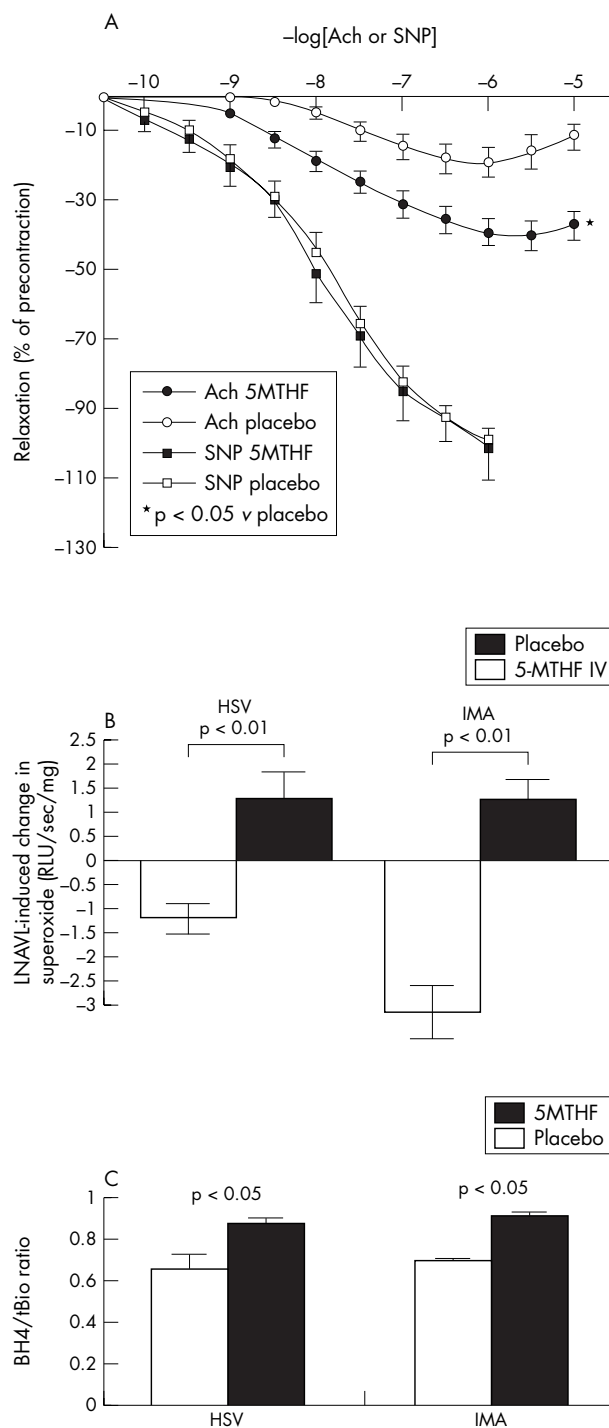 A
–log[Ach or SNP]
–10 –9 –8 –7 –6 –5
–10
–30
–50
–70
–90
–110
–130
Relaxation (% of precontraction)
Ach 5MTHF
Ach placebo
SNP 5MTHF
SNP placebo
★ p < 0.05 v placebo
★
Placebo
5-MTHF IV
B
HSV
p < 0.01
IMA
p < 0.01
2.5
2
1.5
1
0.5
0
–0.5
–1
–1.5
–2
–2.5
–3
LNAVL-induced change in
superoxide (RLU/sec/mg)
5MTHF
Placebo
C
p < 0.05
p < 0.05
1
0.8
0.6
0.4
0.2
0
BH4/tBio ratio
HSV
IMA